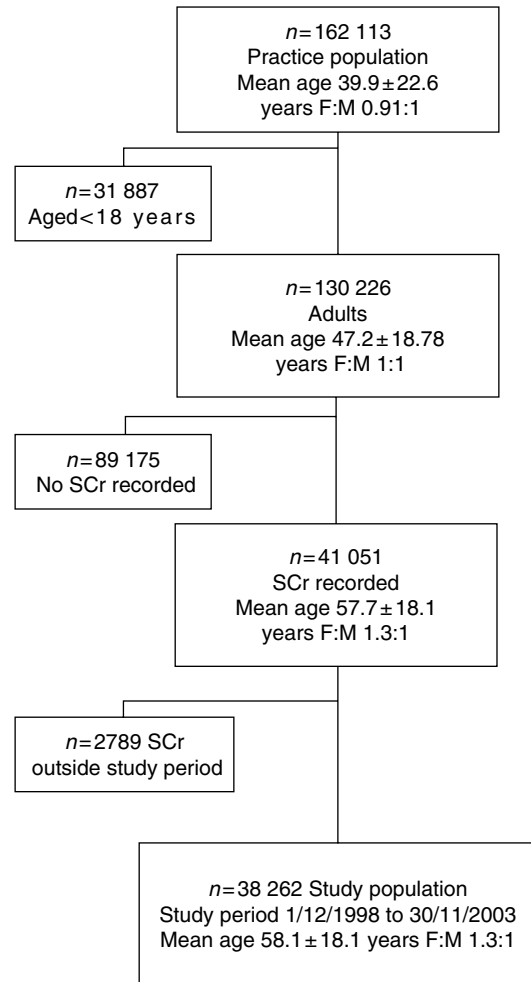 n=162 113
Practice population
Mean age 39.9±22.6
years F:M 0.91:1
n=31 887
Aged<18 years
n=130 226
Adults
Mean age 47.2±18.78
years F:M 1:1
n=89 175
No SCr recorded
n=41 051
SCr recorded
Mean age 57.7±18.1
years F:M 1.3:1
n=2789 SCr
outside study period
n=38 262 Study population
Study period 1/12/1998 to 30/11/2003
Mean age 58.1±18.1 years F:M 1.3:1